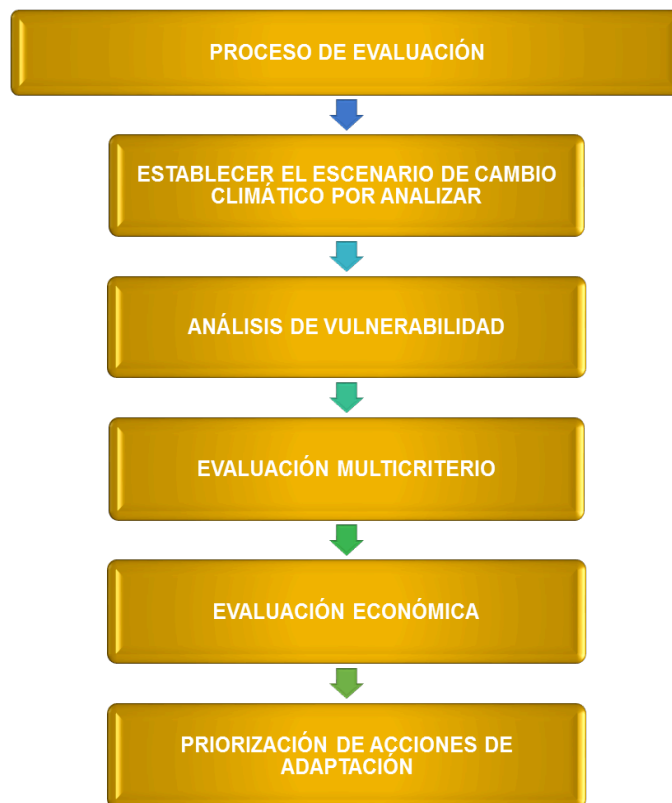 PROCESO DE EVALUACIÓN
ESTABLECER EL ESCENARIO DE CAMBIO
CLIMÁTICO POR ANALIZAR
ANÁLISIS DE VULNERABILIDAD
EVALUACIÓN MULTICRITERIO
EVALUACIÓN ECONÓMICA
PRIORIZACIÓN DE ACCIONES DE
ADAPTACIÓN